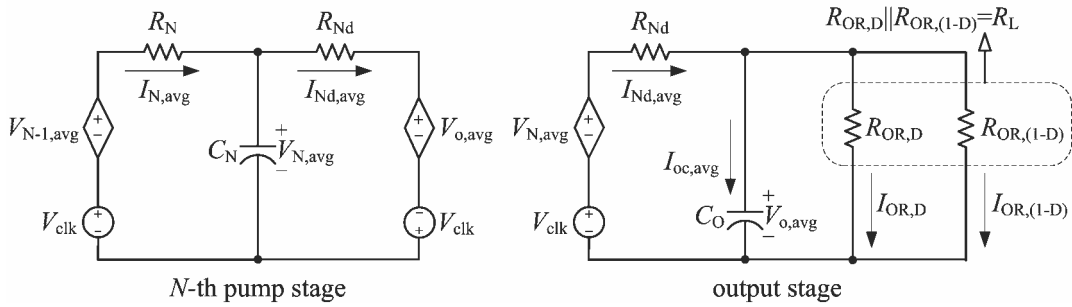 R_N R_Nd
I_N,avg I_Nd,avg
V_N-1,avg
C_N
+
V_N,avg
−
V_o,avg
V_clk
V_clk
N-th pump stage
R_OR,D||R_OR,(1-D)=R_L
R_Nd
I_Nd,avg
V_N,avg
R_OR,D R_OR,(1-D)
I_oc,avg
C_O
+
V_o,avg
−
I_OR,D I_OR,(1-D)
V_clk
output stage